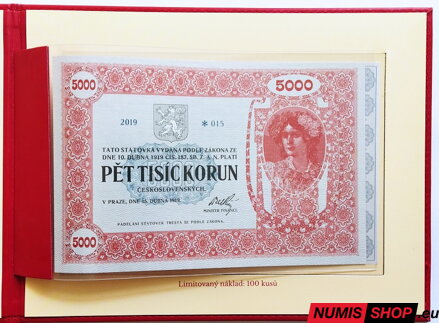 5000
5000
2019 * 015
TATO STÁTOVKA VYDANÁ PODLE ZÁKONA ZE
DNE 10. DUBNA 1919 ČÍS. 187, SB. Z. A N. PLATÍ
PĚT TISÍC KORUN
ČESKOSLOVENSKÝCH.
V PRAZE, DNE 15. DUBNA 1919.
MINISTR FINANCÍ.
PADĚLÁNÍ STÁTOVEK TRESTÁ SE PODLE ZÁKONA.
5000
5000
Limitovaný náklad: 100 kusů
NUMIS SHOP.eu